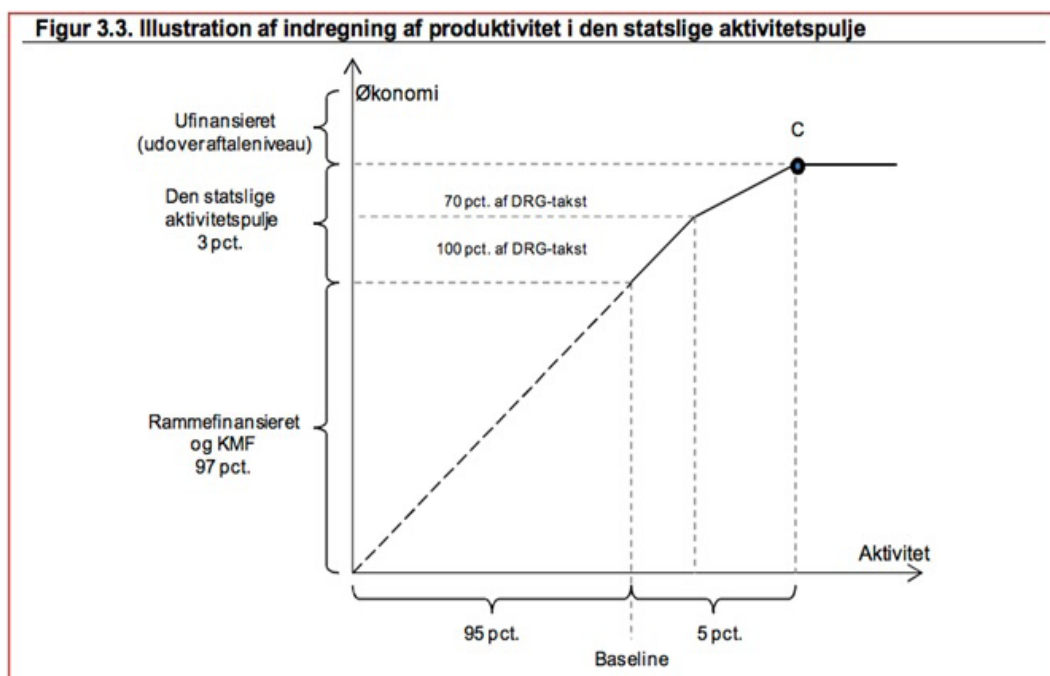 Figur 3.3. Illustration af indregning af produktivitet i den statslige aktivitetspulje
Økonomi
Ufinansieret
(udover aftaleniveau)
C
Den statslige
aktivitetspulje
3 pct.
70 pct. af DRG-takst
100 pct. af DRG-takst
Rammefinansieret
og KMF
97 pct.
Aktivitet
95 pct.
5 pct.
Baseline